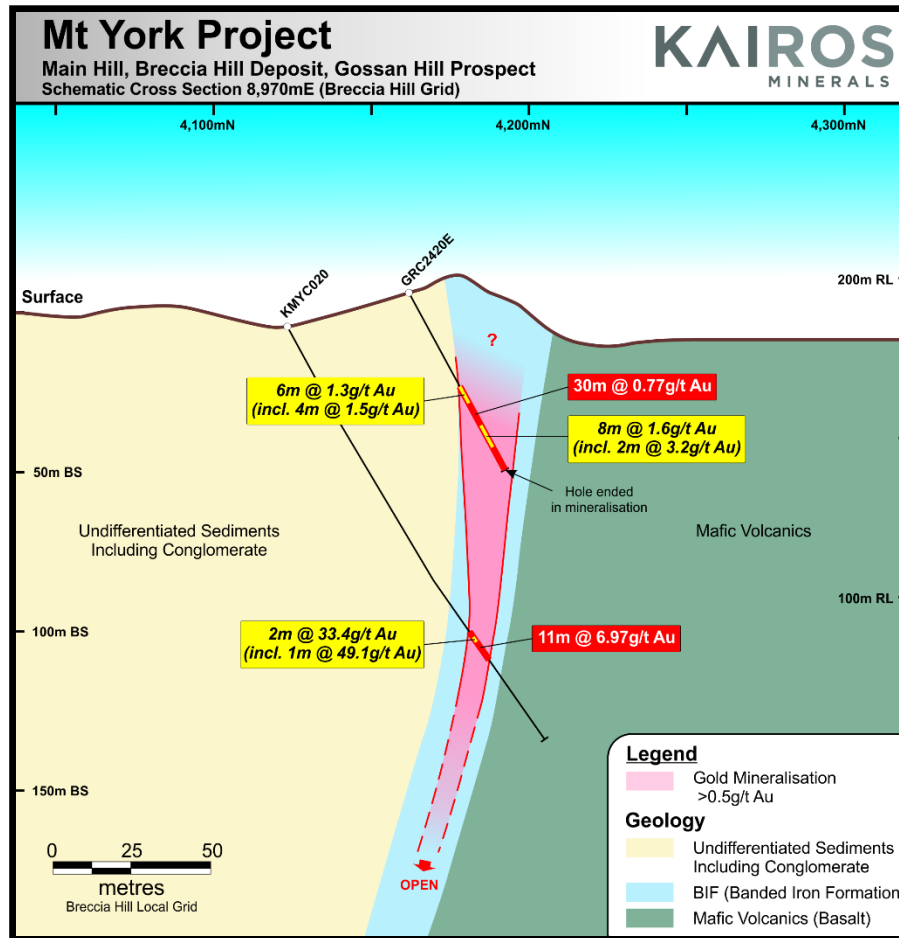 Mt York Project
Main Hill, Breccia Hill Deposit, Gossan Hill Prospect
Schematic Cross Section 8,970mE (Breccia Hill Grid)
KAIROS
MINERALS
4,100mN
4,200mN
4,300mN
200m RL
Surface
KMYC020
GRC2420E
?
6m @ 1.3g/t Au
(incl. 4m @ 1.5g/t Au)
30m @ 0.77g/t Au
8m @ 1.6g/t Au
(incl. 2m @ 3.2g/t Au)
50m BS
Hole ended
in mineralisation
Undifferentiated Sediments
Including Conglomerate
Mafic Volcanics
100m RL
100m BS
2m @ 33.4g/t Au
(incl. 1m @ 49.1g/t Au)
11m @ 6.97g/t Au
150m BS
OPEN
0 25 50
metres
Breccia Hill Local Grid
Legend
Gold Mineralisation
>0.5g/t Au
Geology
Undifferentiated Sediments
Including Conglomerate
BIF (Banded Iron Formation
Mafic Volcanics (Basalt)